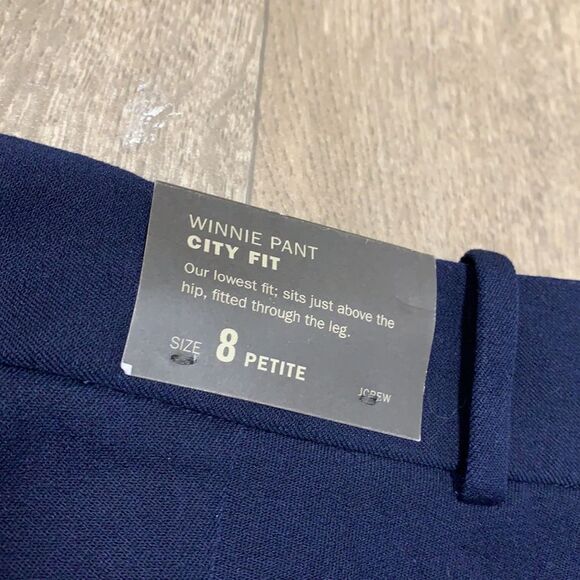 WINNIE PANT
CITY FIT
Our lowest fit; sits just above the
hip, fitted through the leg.
SIZE 8 PETITE
JCREW